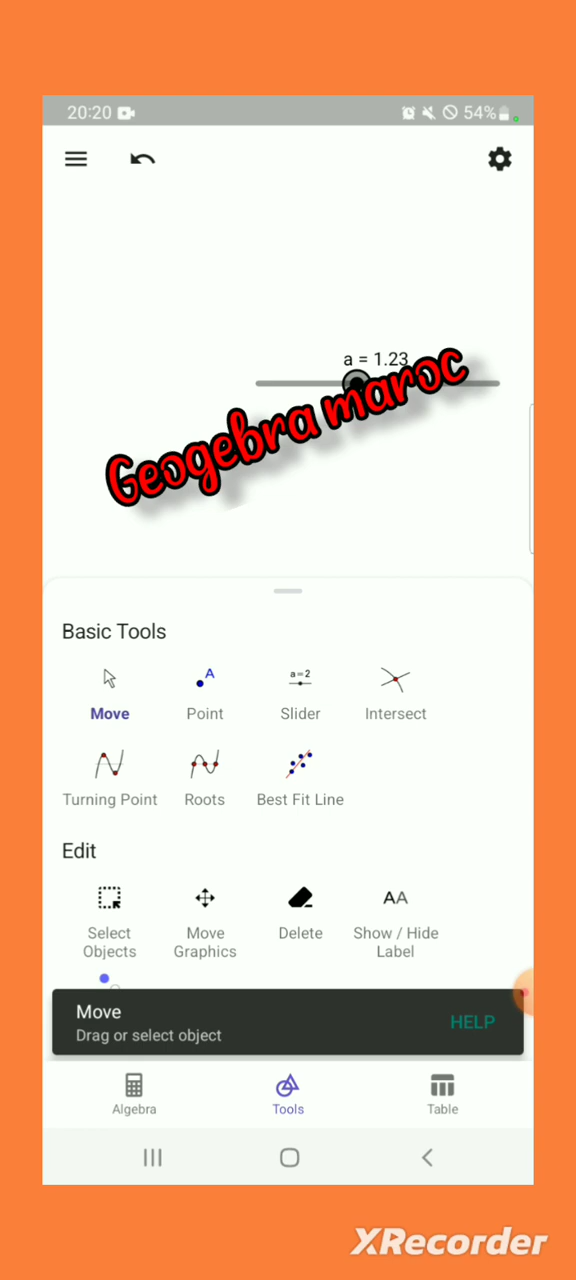 20:20 54%
a = 1.23
Geogebra maroc
Basic Tools
A a=2
Move Point Slider Intersect
Turning Point Roots Best Fit Line
Edit
AA
Select Objects Move Graphics Delete Show / Hide Label
Move
Drag or select object
HELP
Algebra Tools Table
XRecorder